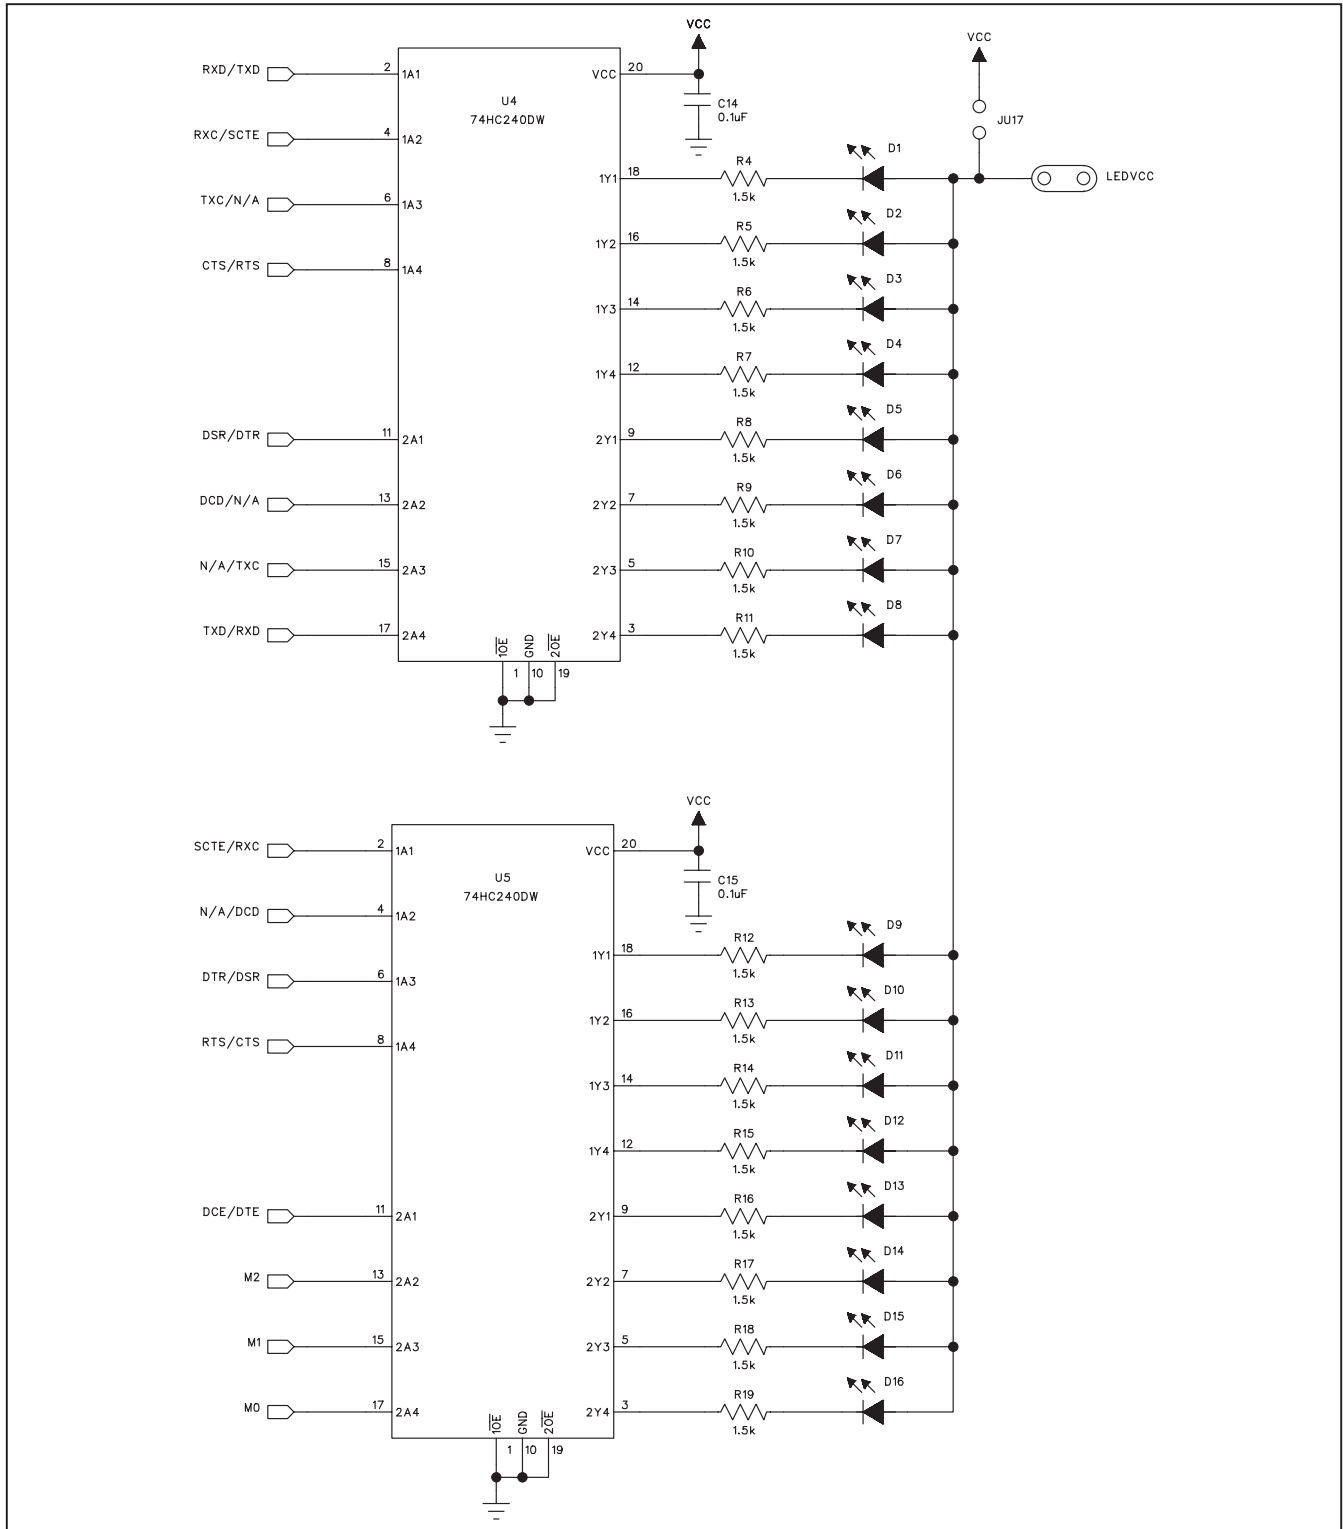 VCC
VCC
RXD/TXD 2 1A1 VCC 20
U4
74HC240DW
C14
0.1uF
JU17
RXC/SCTE 4 1A2
R4 D1
1Y1 18 LEDVCC
1.5k
TXC/N/A 6 1A3
R5 D2
1Y2 16
1.5k
CTS/RTS 8 1A4
R6 D3
1Y3 14
1.5k
R7 D4
1Y4 12
1.5k
R8 D5
DSR/DTR 11 2A1 2Y1 9
1.5k
R9 D6
DCD/N/A 13 2A2 2Y2 7
1.5k
R10 D7
N/A/TXC 15 2A3 2Y3 5
1.5k
R11 D8
TXD/RXD 17 2A4 2Y4 3
1.5k
1OE GND 2OE
1 10 19
VCC
SCTE/RXC 2 1A1 VCC 20
U5
74HC240DW
C15
0.1uF
N/A/DCD 4 1A2
R12 D9
1Y1 18
1.5k
DTR/DSR 6 1A3
R13 D10
1Y2 16
1.5k
RTS/CTS 8 1A4
R14 D11
1Y3 14
1.5k
R15 D12
1Y4 12
1.5k
R16 D13
DCE/DTE 11 2A1 2Y1 9
1.5k
R17 D14
M2 13 2A2 2Y2 7
1.5k
R18 D15
M1 15 2A3 2Y3 5
1.5k
R19 D16
M0 17 2A4 2Y4 3
1.5k
1OE GND 2OE
1 10 19